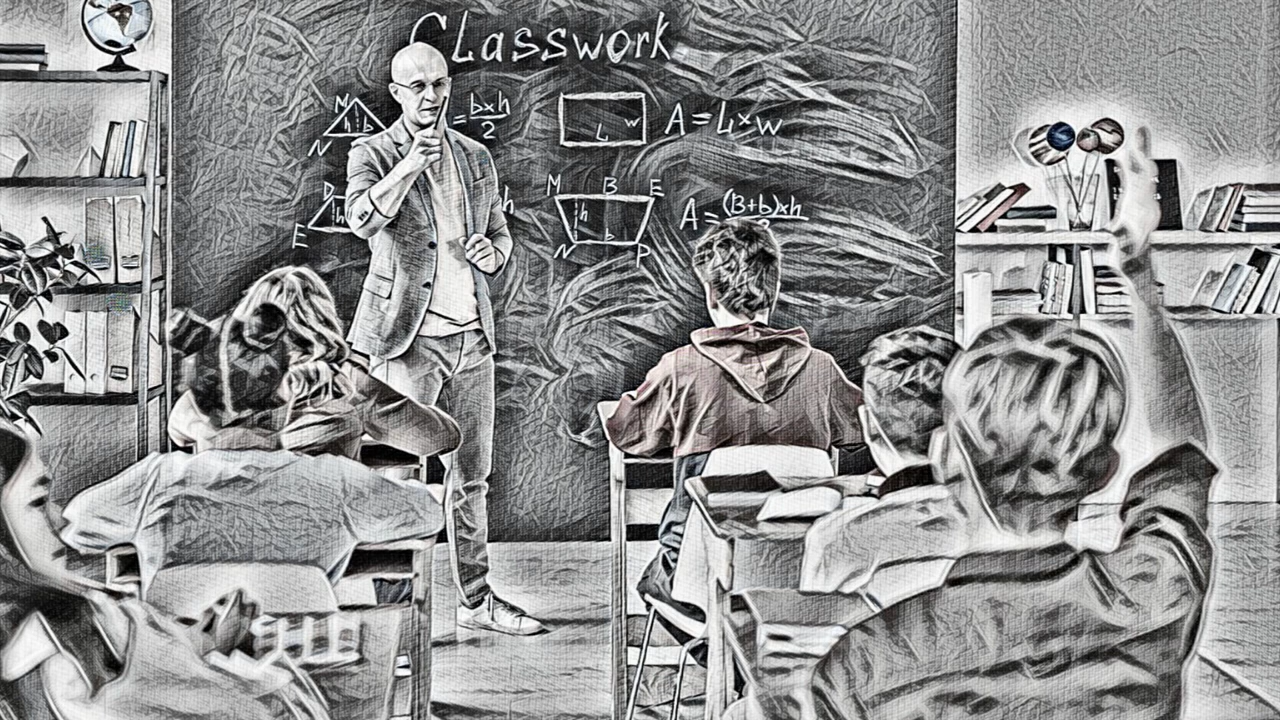 Classwork.
M
h b
N
= b×h
2
L w
A=L×w
D
h
E
h
M B E
h
b
N P
A=(B+b)×h